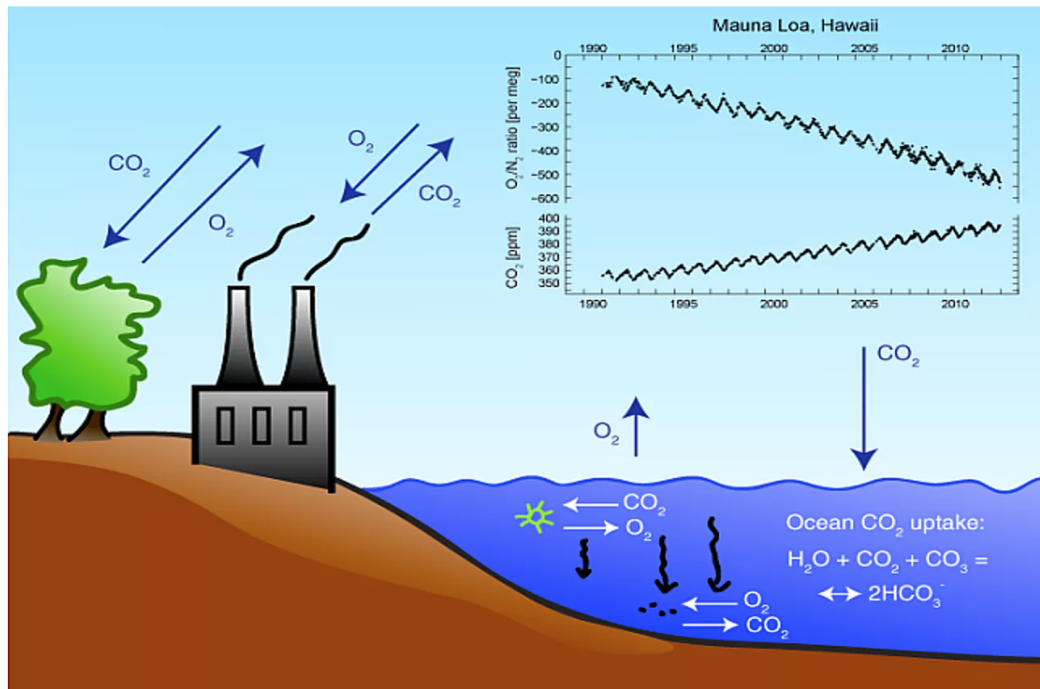 Mauna Loa, Hawaii
1990 1995 2000 2005 2010
O₂/N₂ ratio [per meg]
0
−100
−200
−300
−400
−500
−600
CO₂ [ppm]
400
390
380
370
360
350
1990 1995 2000 2005 2010
CO₂
O₂
O₂
CO₂
CO₂
O₂
CO₂
O₂
Ocean CO₂ uptake:
H₂O + CO₂ + CO₃ =
↔ 2HCO₃⁻
O₂
CO₂